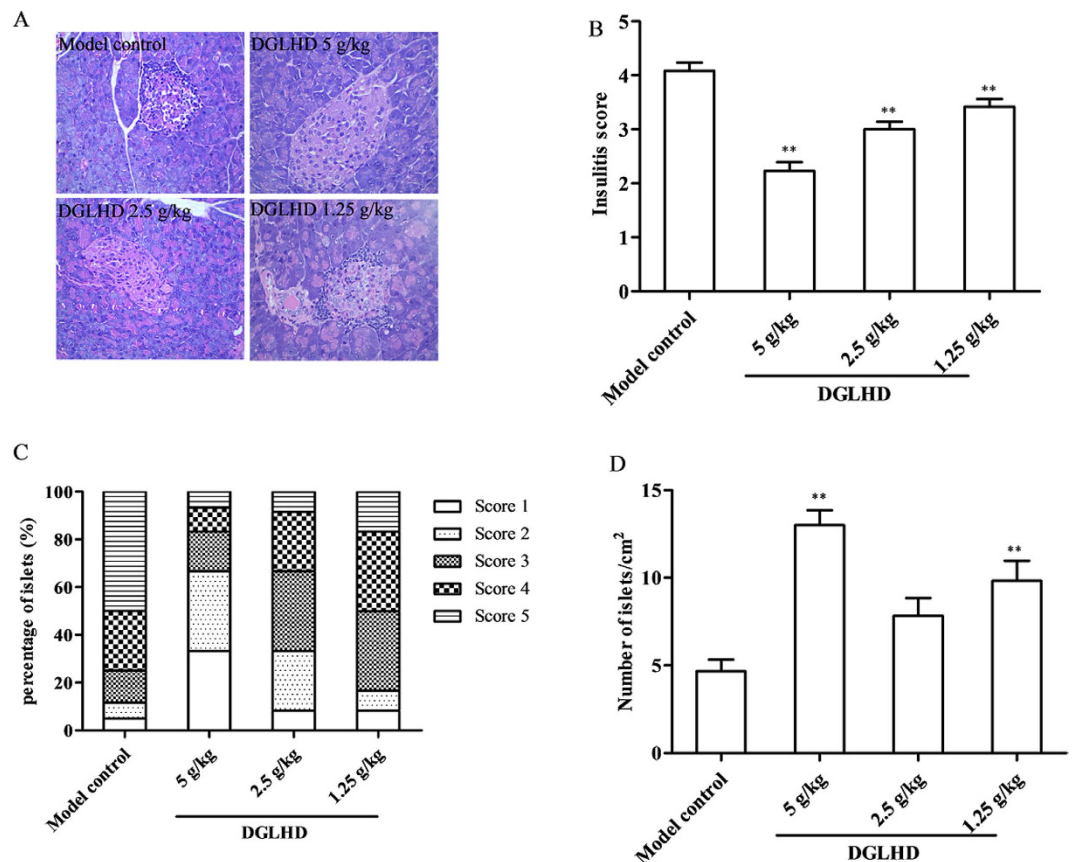 A
Model control
DGLHD 5 g/kg
DGLHD 2.5 g/kg
DGLHD 1.25 g/kg
B
Insulitis score
5
4
3
2
1
0
**
**
**
Model control
5 g/kg
2.5 g/kg
1.25 g/kg
DGLHD
C
percentage of islets (%)
100
80
60
40
20
0
Score 1
Score 2
Score 3
Score 4
Score 5
Model control
5 g/kg
2.5 g/kg
1.25 g/kg
DGLHD
D
Number of islets/cm²
15
10
5
0
**
**
Model control
5 g/kg
2.5 g/kg
1.25 g/kg
DGLHD